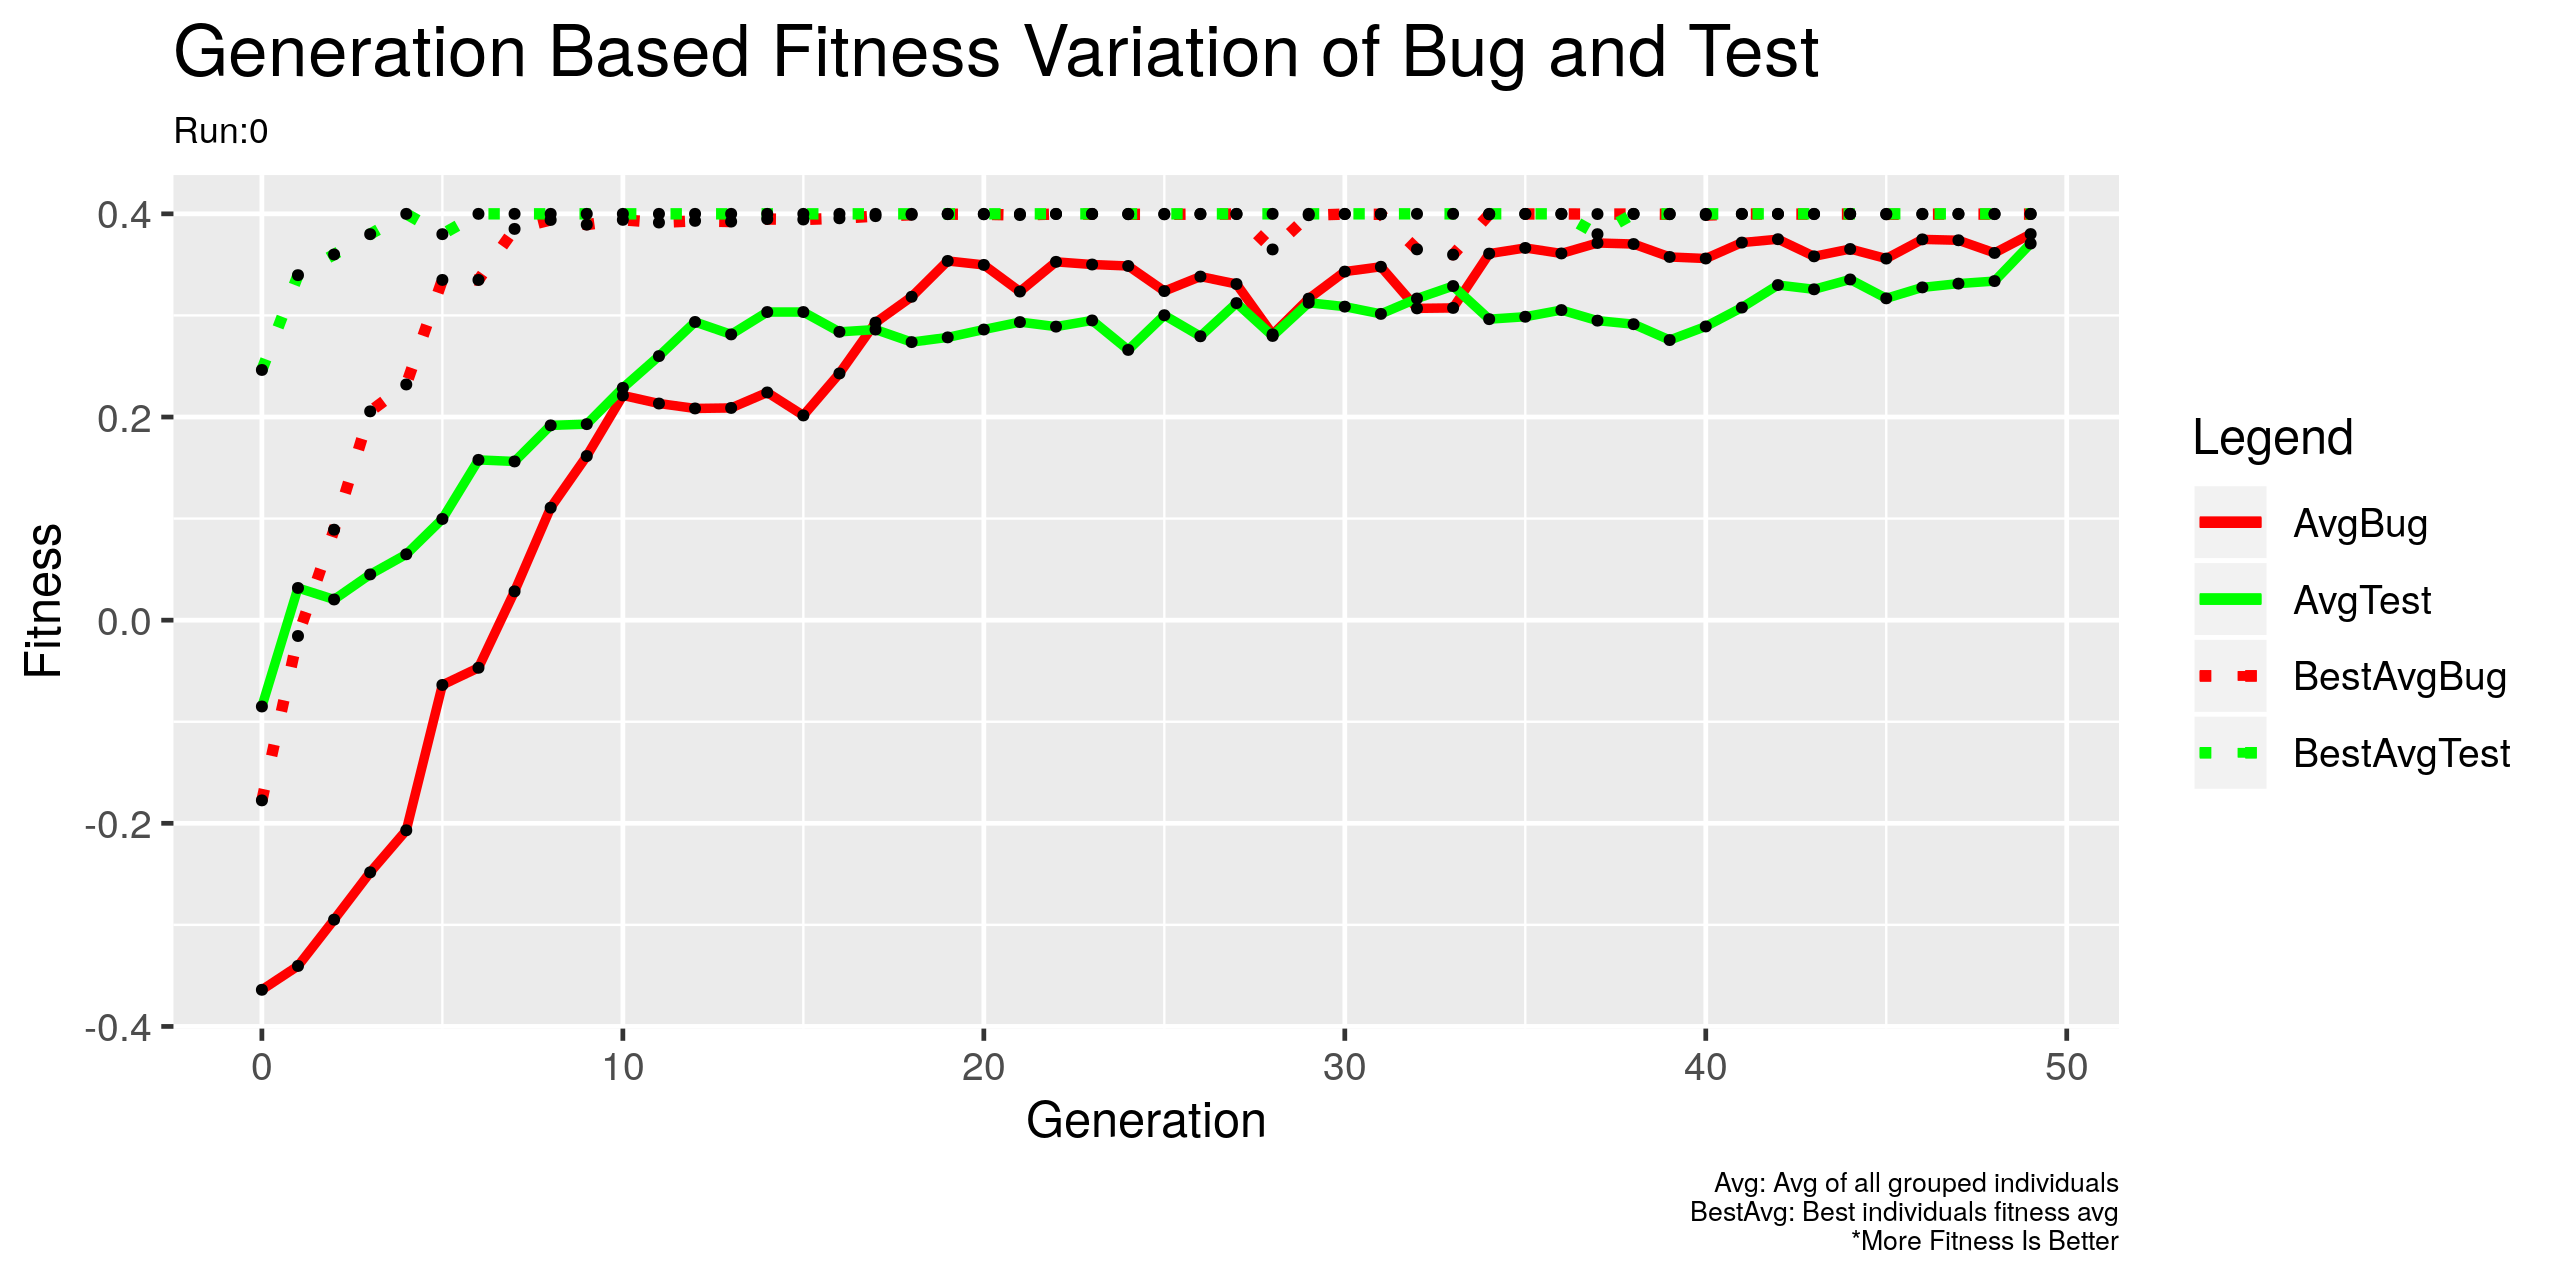 Generation Based Fitness Variation of Bug and Test
Run:0
Fitness
0.4
0.2
0.0
-0.2
-0.4
0 10 20 30 40 50
Generation
Legend
AvgBug
AvgTest
BestAvgBug
BestAvgTest
Avg: Avg of all grouped individuals
BestAvg: Best individuals fitness avg
*More Fitness Is Better